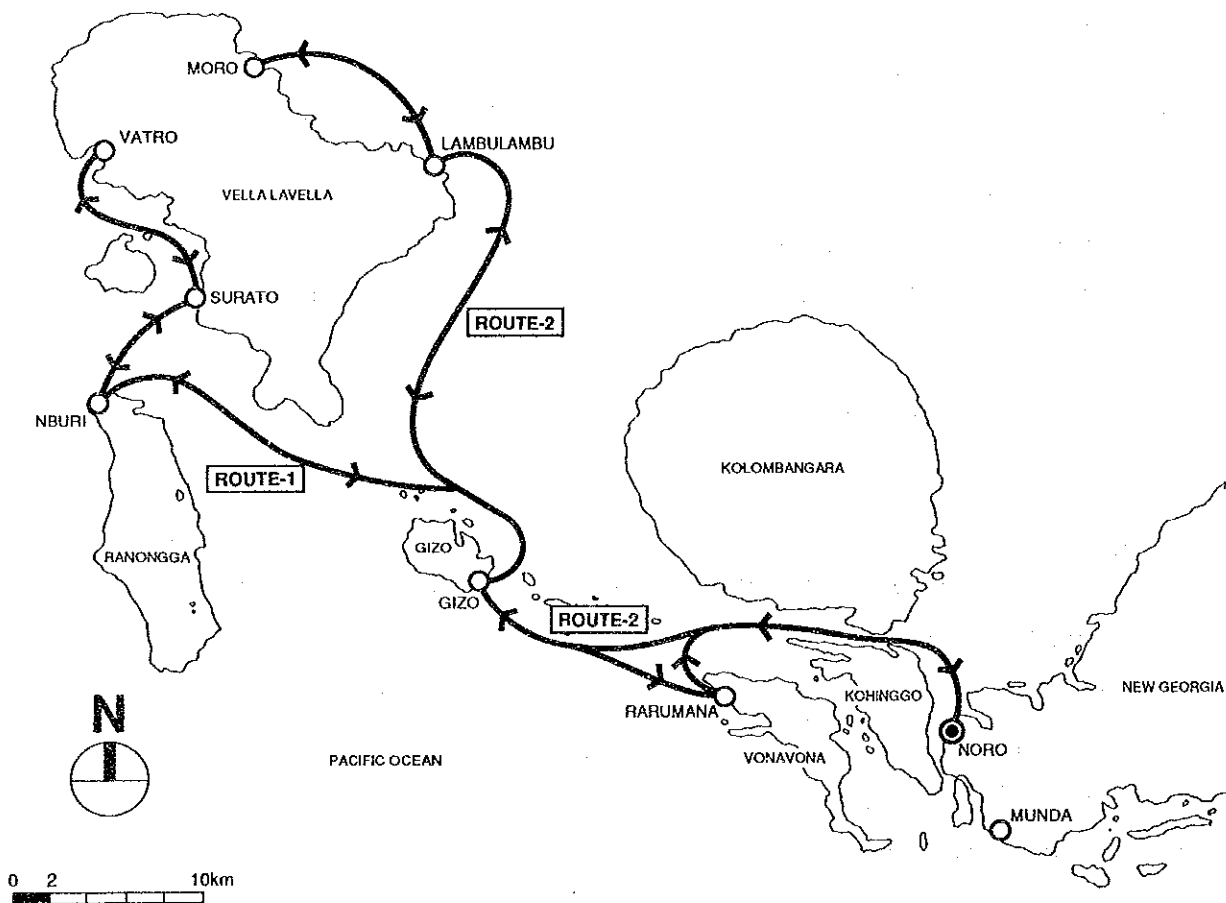 MORO
VATRO
LAMBULAMBU
VELLA LAVELLA
SURATO
ROUTE-2
NBURI
ROUTE-1
KOLOMBANGARA
RANONGGA
GIZO
GIZO
ROUTE-2
KOHINGGO
NEW GEORGIA
RARUMANA
N
NORO
PACIFIC OCEAN
VONAVONA
MUNDA
0 2 10km